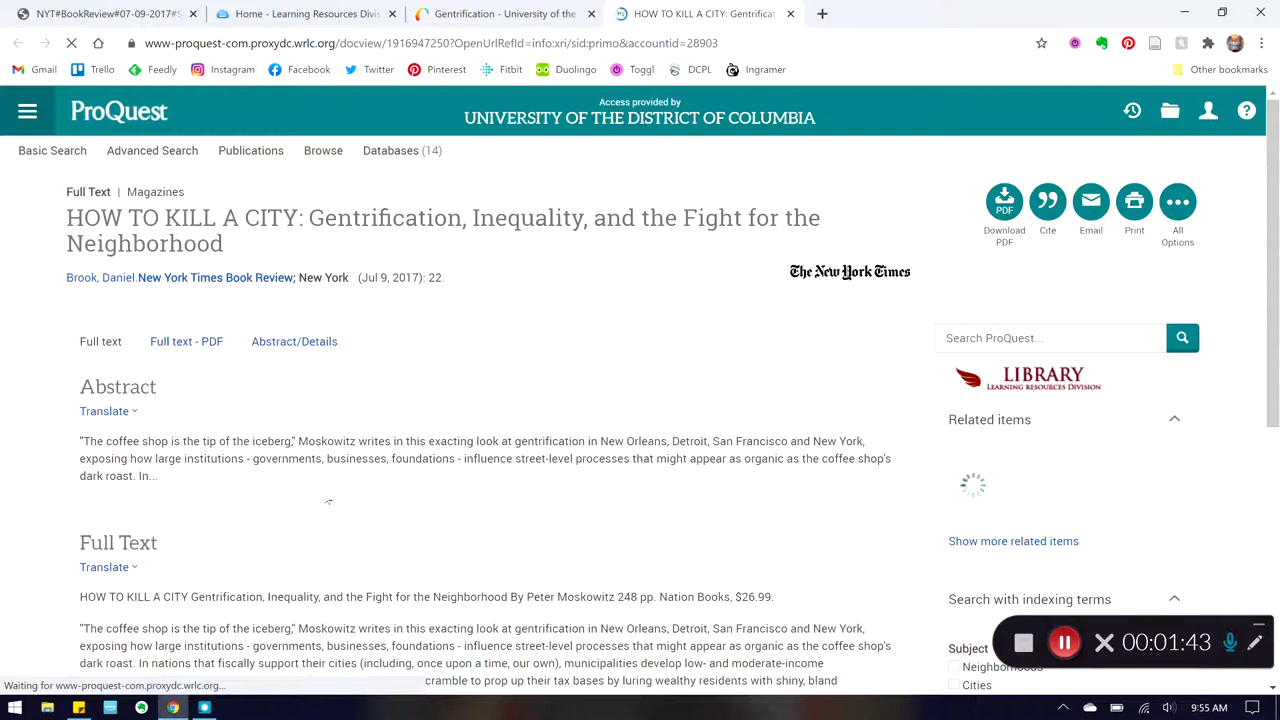 NYT#BookReview#07-09-2017#S
Home - Learning Resources Divis
Gentrification - University of the
HOW TO KILL A CITY: Gentrificat
www-proquest-com.proxydc.wrlc.org/docview/1916947250?OpenUrlRefId=info:xri/sid:primo&accountid=28903
Gmail Trello Feedly Instagram Facebook Twitter Pinterest Fitbit Duolingo Toggl DCPL Ingramer Other bookmarks
ProQuest
Access provided by
UNIVERSITY OF THE DISTRICT OF COLUMBIA
Basic Search Advanced Search Publications Browse Databases (14)
Full Text | Magazines
HOW TO KILL A CITY: Gentrification, Inequality, and the Fight for the
Neighborhood
PDF
Download
PDF
Cite
Email
Print
All
Options
Brook, Daniel.New York Times Book Review; New York (Jul 9, 2017): 22.
The New York Times
Full text Full text - PDF Abstract/Details
Search ProQuest...
LIBRARY
LEARNING RESOURCES DIVISION
Abstract
Translate
"The coffee shop is the tip of the iceberg," Moskowitz writes in this exacting look at gentrification in New Orleans, Detroit, San Francisco and New York,
exposing how large institutions - governments, businesses, foundations - influence street-level processes that might appear as organic as the coffee shop's
dark roast. In...
Related items
Show more related items
Full Text
Translate
HOW TO KILL A CITY Gentrification, Inequality, and the Fight for the Neighborhood By Peter Moskowitz 248 pp. Nation Books, $26.99.
"The coffee shop is the tip of the iceberg," Moskowitz writes in this exacting look at gentrification in New Orleans, Detroit, San Francisco and New York,
exposing how large institutions - governments, businesses, foundations - influence street-level processes that might appear as organic as the coffee shop's
dark roast. In nations that fiscally support their cities (including, once upon a time, our own), municipalities develop low- and moderate-income
cramble to prop up their tax bases by luring wealthy residents with shiny, bland
Search with indexing terms
Subject
Neighborhoods
Cities
00:01:43
Waiting for www-proquest-com.proxydc.wrlc.org...
9:55 AM